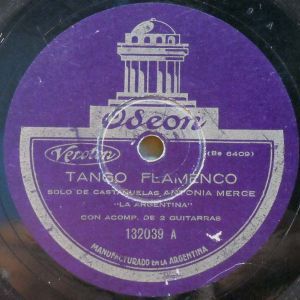 Odeon
Veroton
(Be 6409)
TANGO FLAMENCO
SOLO DE CASTAÑUELAS ANTONIA MERCE
"LA ARGENTINA"
CON ACOMP. DE 2 GUITARRAS
132039 A
MANUFACTURADO EN LA ARGENTINA